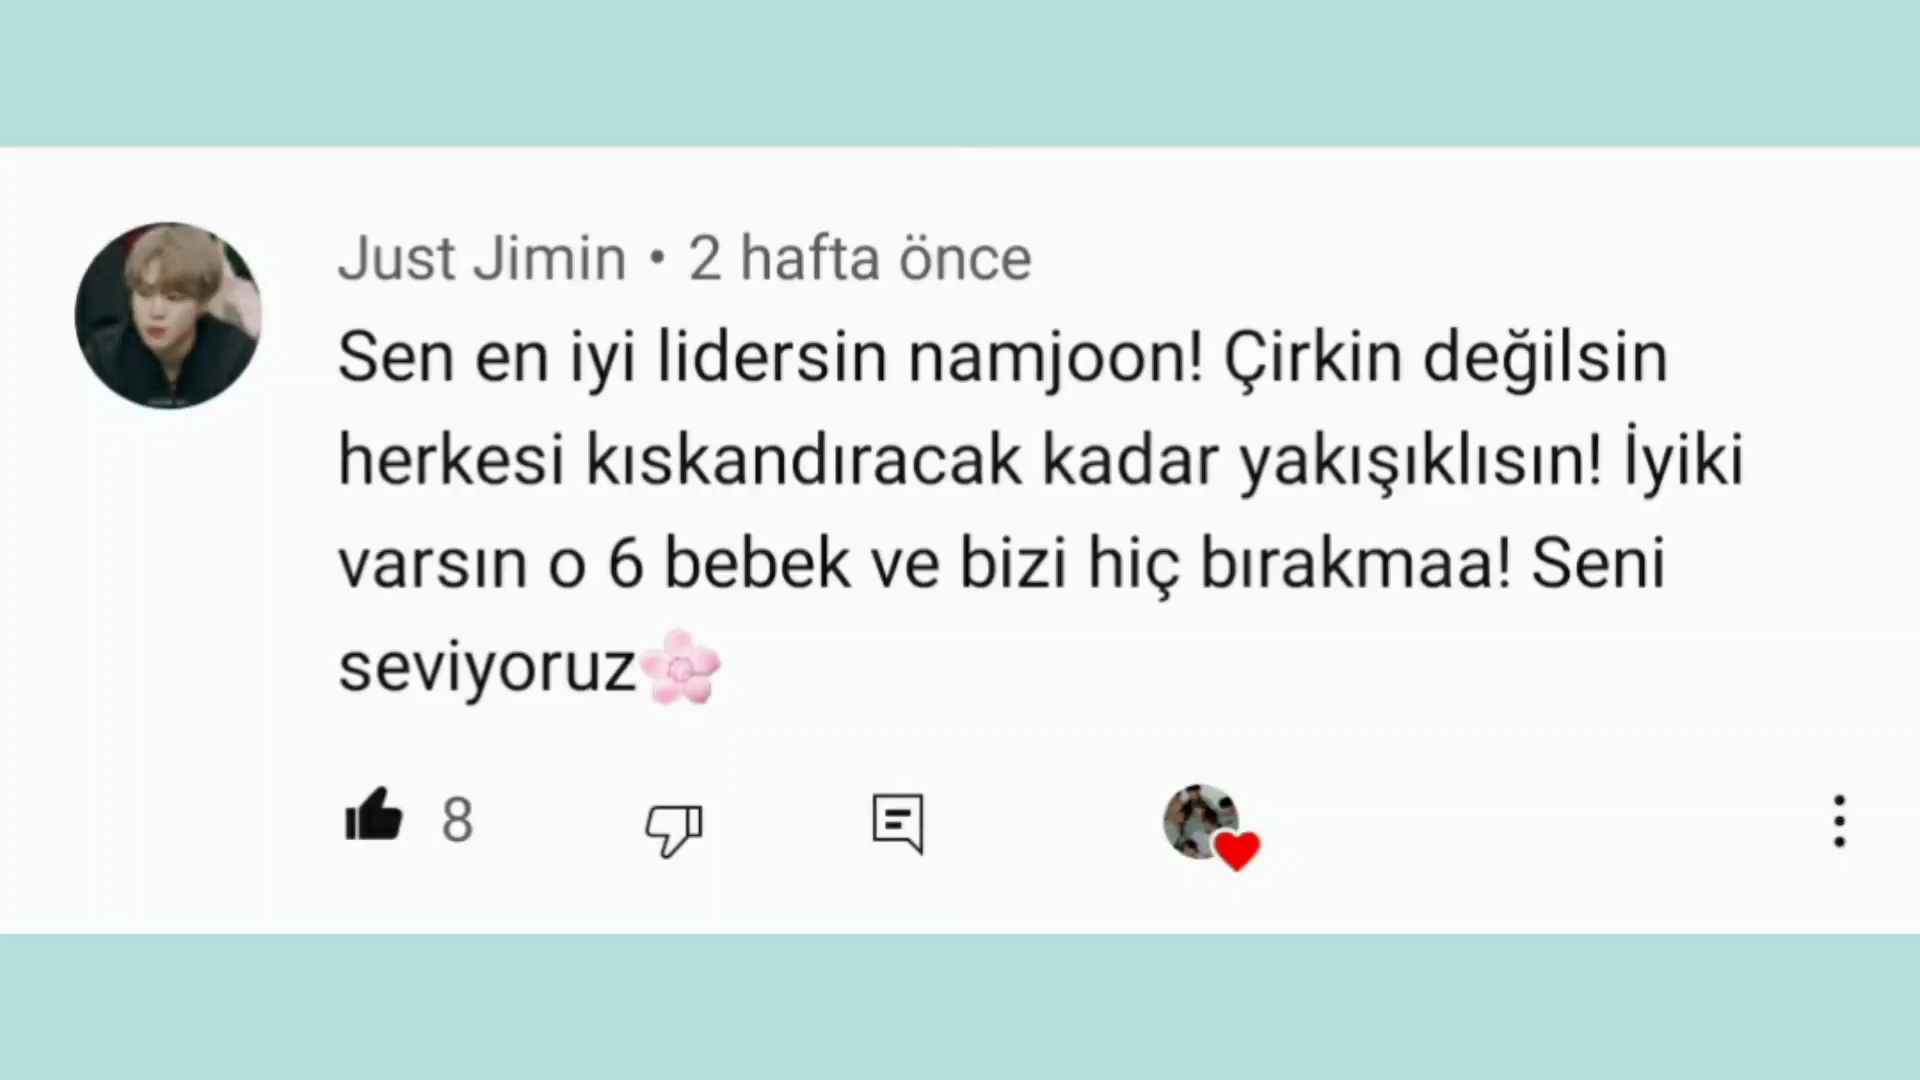 Just Jimin • 2 hafta önce
Sen en iyi lidersin namjoon! Çirkin değilsin
herkesi kıskandıracak kadar yakışıklısın! İyiki
varsın o 6 bebek ve bizi hiç bırakmaa! Seni
seviyoruz🌸
8